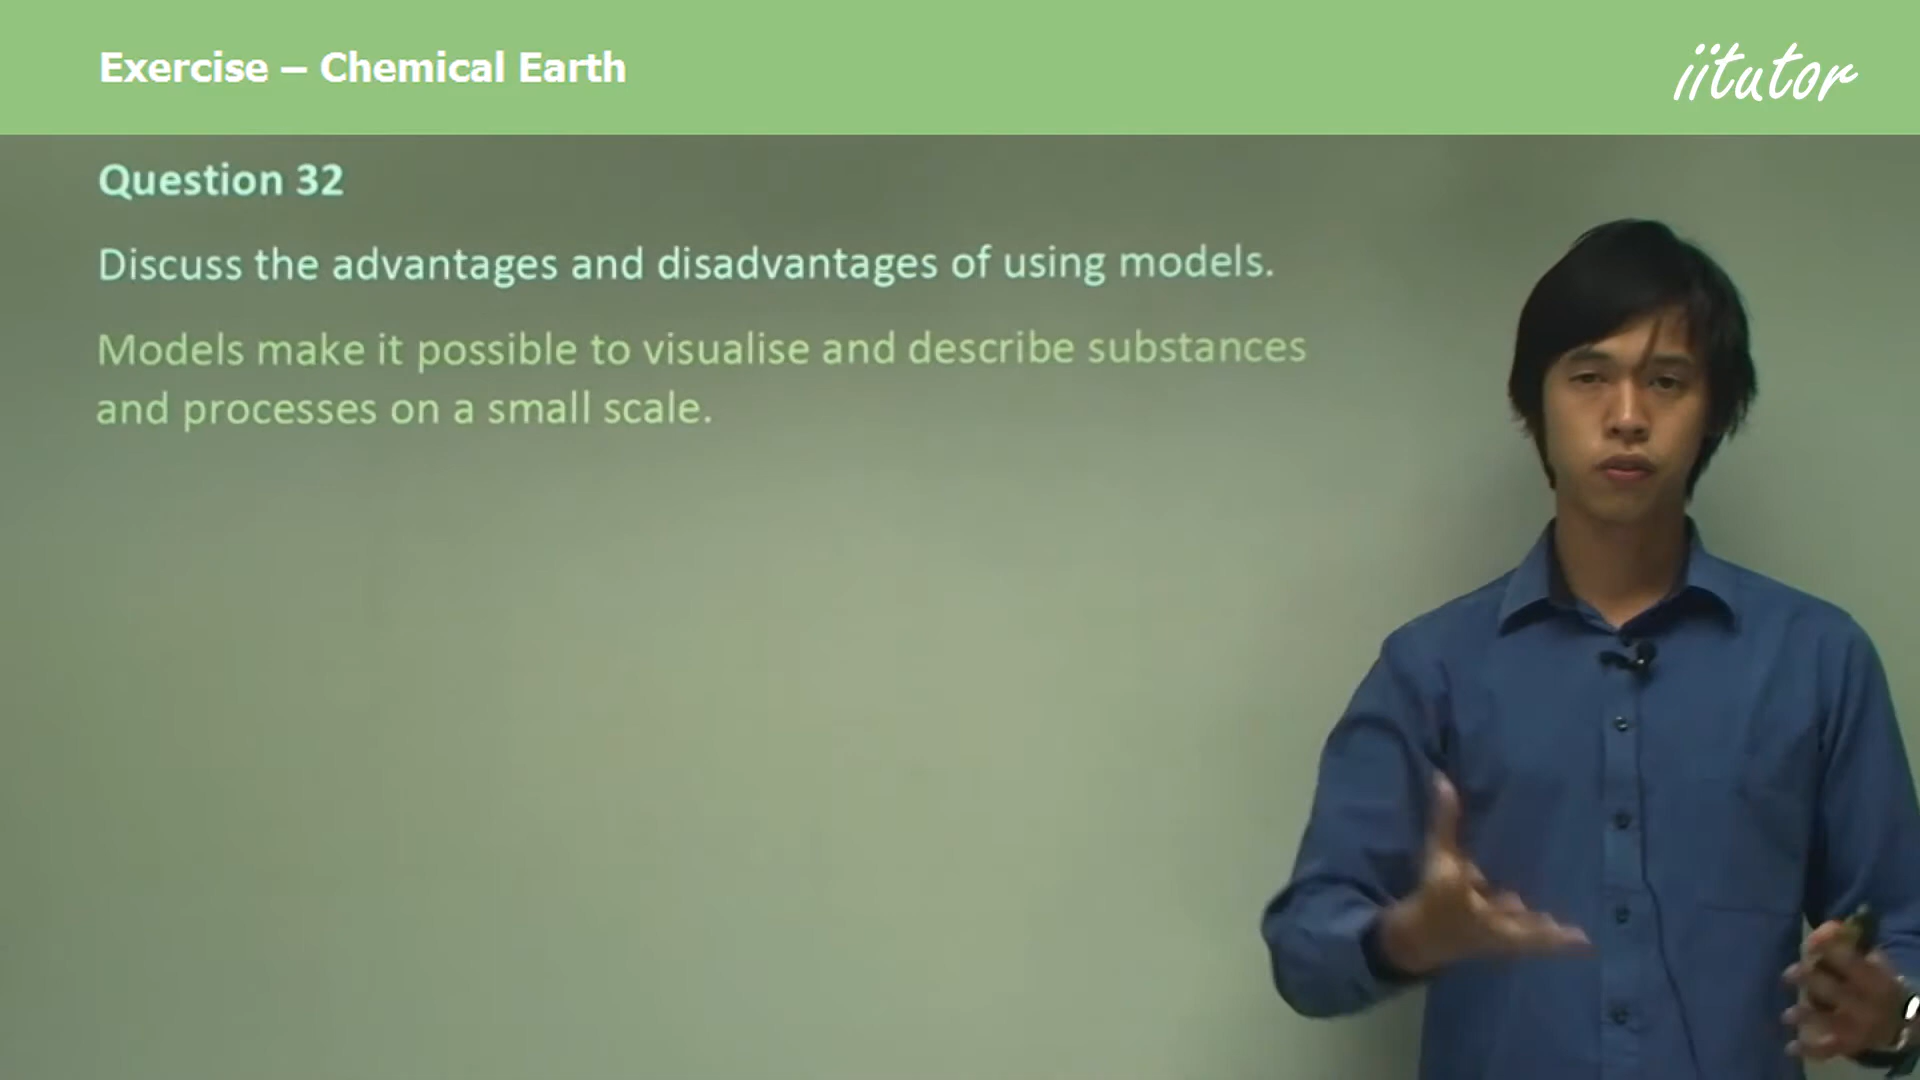 Exercise – Chemical Earth
iitutor
Question 32
Discuss the advantages and disadvantages of using models.
Models make it possible to visualise and describe substances
and processes on a small scale.